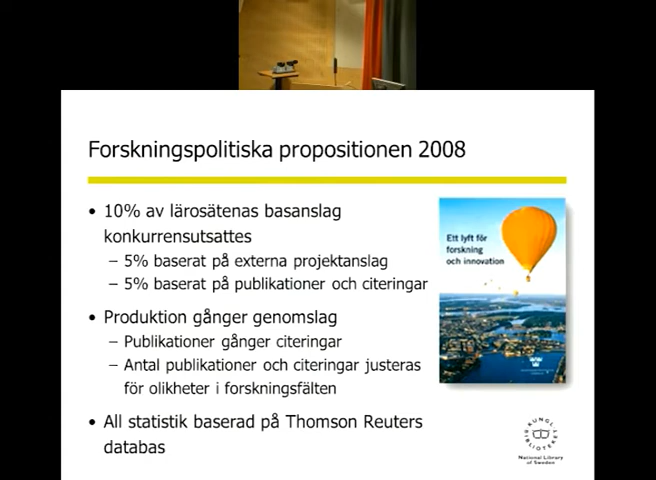 Forskningspolitiska propositionen 2008
• 10% av lärosätenas basanslag
konkurrensutsattes
– 5% baserat på externa projektanslag
– 5% baserat på publikationer och citeringar
• Produktion gånger genomslag
– Publikationer gånger citeringar
– Antal publikationer och citeringar justeras
för olikheter i forskningsfälten
• All statistik baserad på Thomson Reuters
databas
Ett lyft för
forskning
och innovation
KUNGL.
BIBLIOTEKET
National Library
of Sweden